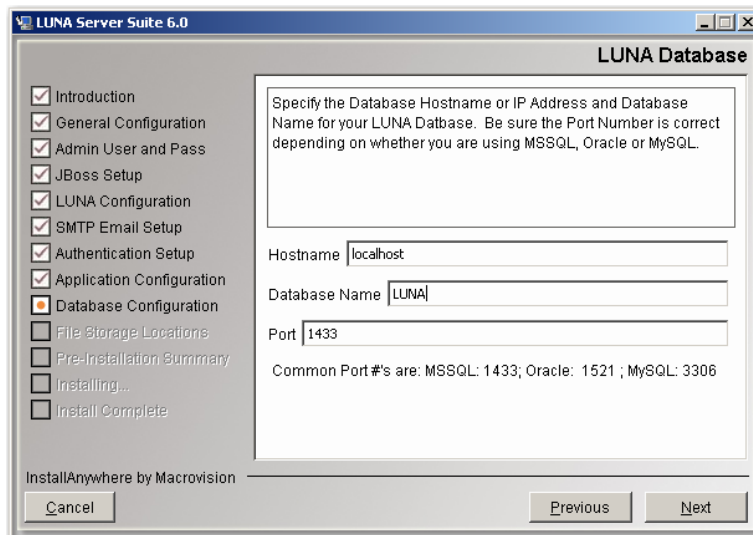 LUNA Server Suite 6.0
LUNA Database
Introduction
General Configuration
Admin User and Pass
JBoss Setup
LUNA Configuration
SMTP Email Setup
Authentication Setup
Application Configuration
Database Configuration
File Storage Locations
Pre-Installation Summary
Installing...
Install Complete
Specify the Database Hostname or IP Address and Database
Name for your LUNA Datbase.  Be sure the Port Number is correct
depending on whether you are using MSSQL, Oracle or MySQL.
Hostname localhost
Database Name LUNA
Port 1433
Common Port #'s are: MSSQL: 1433; Oracle:  1521 ; MySQL: 3306
InstallAnywhere by Macrovision
Cancel
Previous
Next